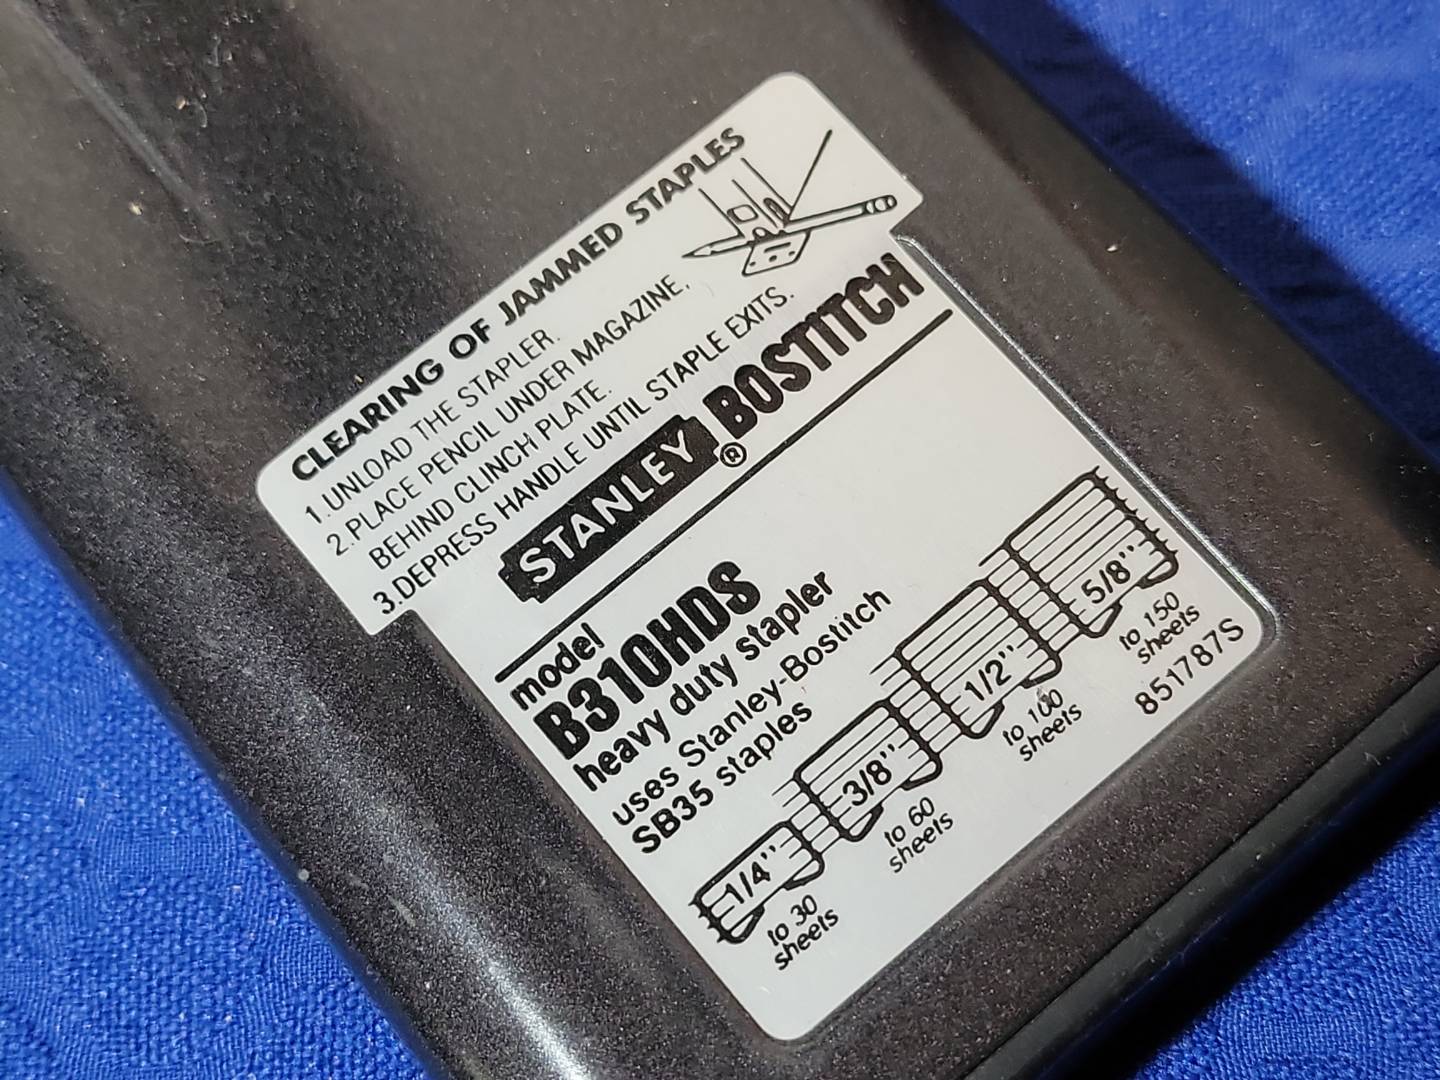 CLEARING OF JAMMED STAPLES
1.UNLOAD THE STAPLER.
2.PLACE PENCIL UNDER MAGAZINE,
BEHIND CLINCH PLATE.
3.DEPRESS HANDLE UNTIL STAPLE EXITS.
STANLEY® BOSTITCH
model
B310HDS
heavy duty stapler
uses Stanley-Bostitch
SB35 staples
1/4"
to 30
sheets
3/8"
to 60
sheets
1/2"
to 100
sheets
5/8"
to 150
sheets
851787S